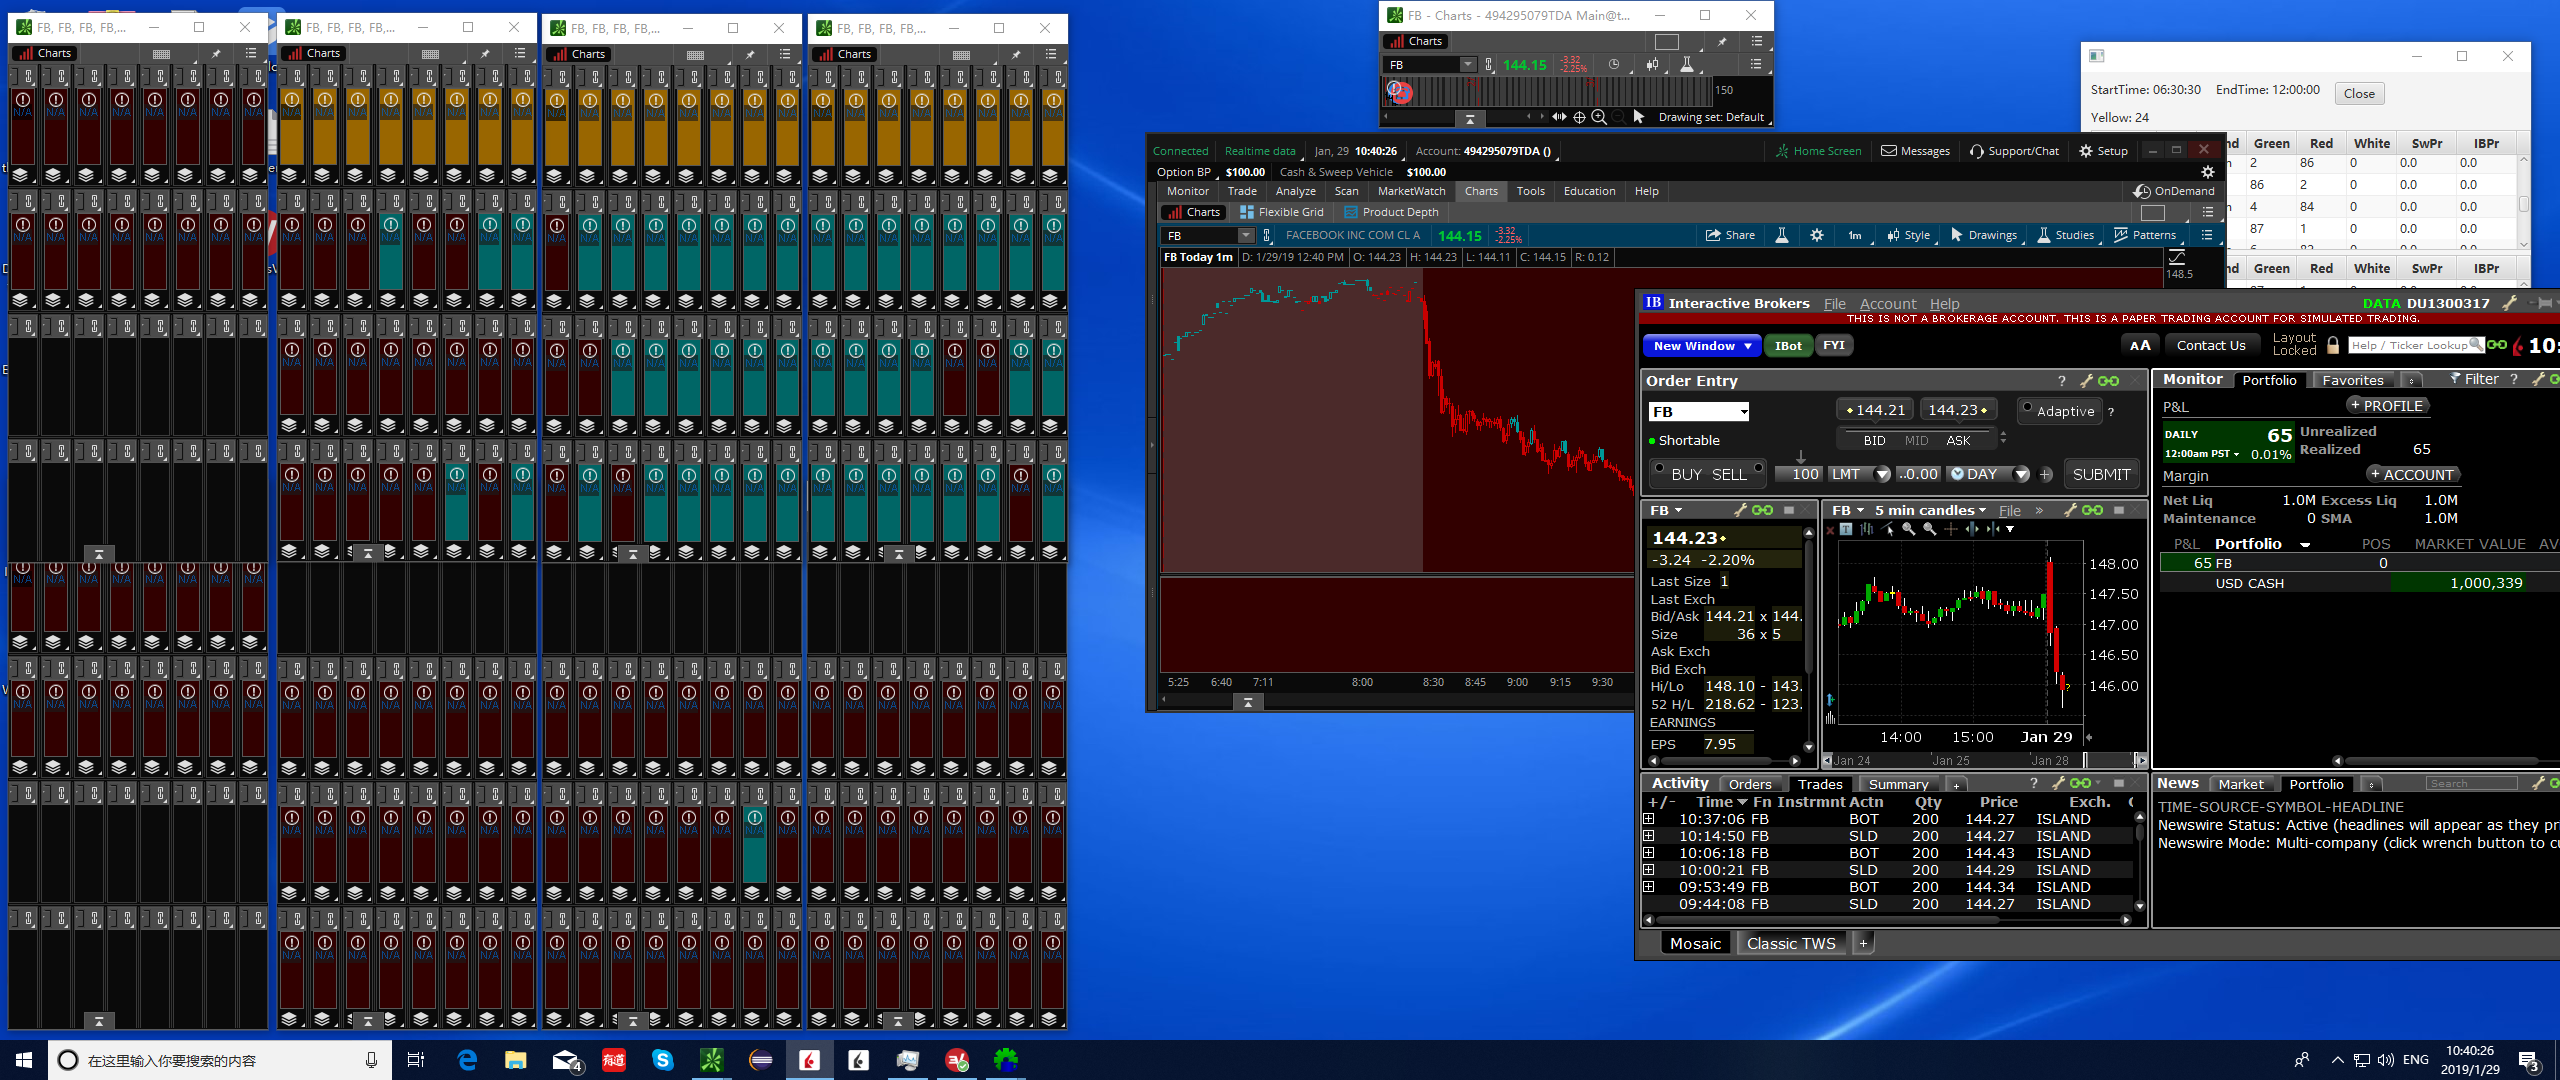 FB, FB, FB, FB,...
Charts
FB, FB, FB, FB,...
Charts
FB, FB, FB, FB,...
Charts
FB, FB, FB, FB,...
Charts
FB - Charts - 494295079TDA Main@t...
Charts
FB 144.15 -3.32 -2.25%
150
Drawing set: Default
StartTime: 06:30:30 EndTime: 12:00:00 Close
Yellow: 24
Green Red White SwPr IBPr
2 86 0 0.0 0.0
86 2 0 0.0 0.0
4 84 0 0.0 0.0
87 1 0 0.0 0.0
nd Green Red White SwPr IBPr
Connected Realtime data Jan, 29 10:40:26 Account: 494295079TDA () Home Screen Messages Support/Chat Setup
Option BP $100.00 Cash & Sweep Vehicle $100.00
Monitor Trade Analyze Scan MarketWatch Charts Tools Education Help OnDemand
Charts Flexible Grid Product Depth
FB FACEBOOK INC COM CL A 144.15 -3.32 -2.25% Share 1m Style Drawings Studies Patterns
FB Today 1m D: 1/29/19 12:40 PM O: 144.23 H: 144.23 L: 144.11 C: 144.15 R: 0.12
148.5
5:25 6:40 7:11 8:00 8:30 8:45 9:00 9:15 9:30
IB Interactive Brokers File Account Help DATA DU1300317
THIS IS NOT A BROKERAGE ACCOUNT. THIS IS A PAPER TRADING ACCOUNT FOR SIMULATED TRADING.
New Window IBot FYI AA Contact Us Layout Locked Help / Ticker Lookup 10:
Order Entry ?
FB 144.21 144.23 Adaptive ?
Shortable BID MID ASK
BUY SELL 100 LMT ..0.00 DAY + SUBMIT
FB
144.23
-3.24 -2.20%
Last Size 1
Last Exch
Bid/Ask 144.21 x 144.
Size 36 x 5
Ask Exch
Bid Exch
Hi/Lo 148.10 - 143.
52 H/L 218.62 - 123.
EARNINGS
EPS 7.95
FB 5 min candles File »
148.00
147.50
147.00
146.50
146.00
14:00 15:00 Jan 29
Jan 24 Jan 25 Jan 28
Monitor Portfolio Favorites Filter ?
P&L + PROFILE
DAILY 65 Unrealized
12:00am PST 0.01% Realized 65
Margin + ACCOUNT
Net Liq 1.0M Excess Liq 1.0M
Maintenance 0 SMA 1.0M
P&L Portfolio POS MARKET VALUE AV
65 FB 0
USD CASH 1,000,339
Activity Orders Trades Summary + ?
+/- Time Fn Instrmnt Actn Qty Price Exch.
10:37:06 FB BOT 200 144.27 ISLAND
10:14:50 FB SLD 200 144.27 ISLAND
10:06:18 FB BOT 200 144.43 ISLAND
10:00:21 FB SLD 200 144.29 ISLAND
09:53:49 FB BOT 200 144.34 ISLAND
09:44:08 FB SLD 200 144.27 ISLAND
News Market Portfolio Search
TIME-SOURCE-SYMBOL-HEADLINE
Newswire Status: Active (headlines will appear as they pri
Newswire Mode: Multi-company (click wrench button to cu
Mosaic Classic TWS +
在这里输入你要搜索的内容
4
有道
ENG
10:40:26
2019/1/29
3